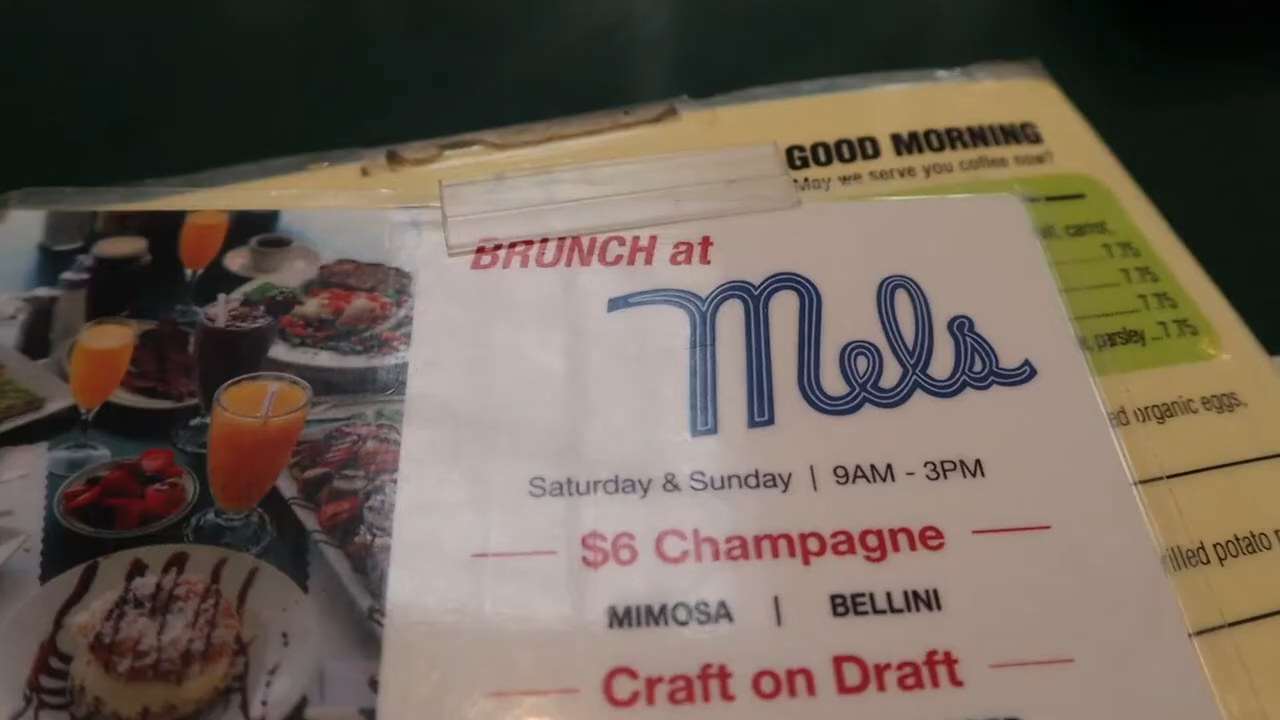 GOOD MORNING
May we serve you coffee now?
BRUNCH at
Mels
carrot,
7.75
7.75
7.75
parsley ...7.75
Saturday & Sunday | 9AM - 3PM
organic eggs,
$6 Champagne
MIMOSA | BELLINI
potato
Craft on Draft